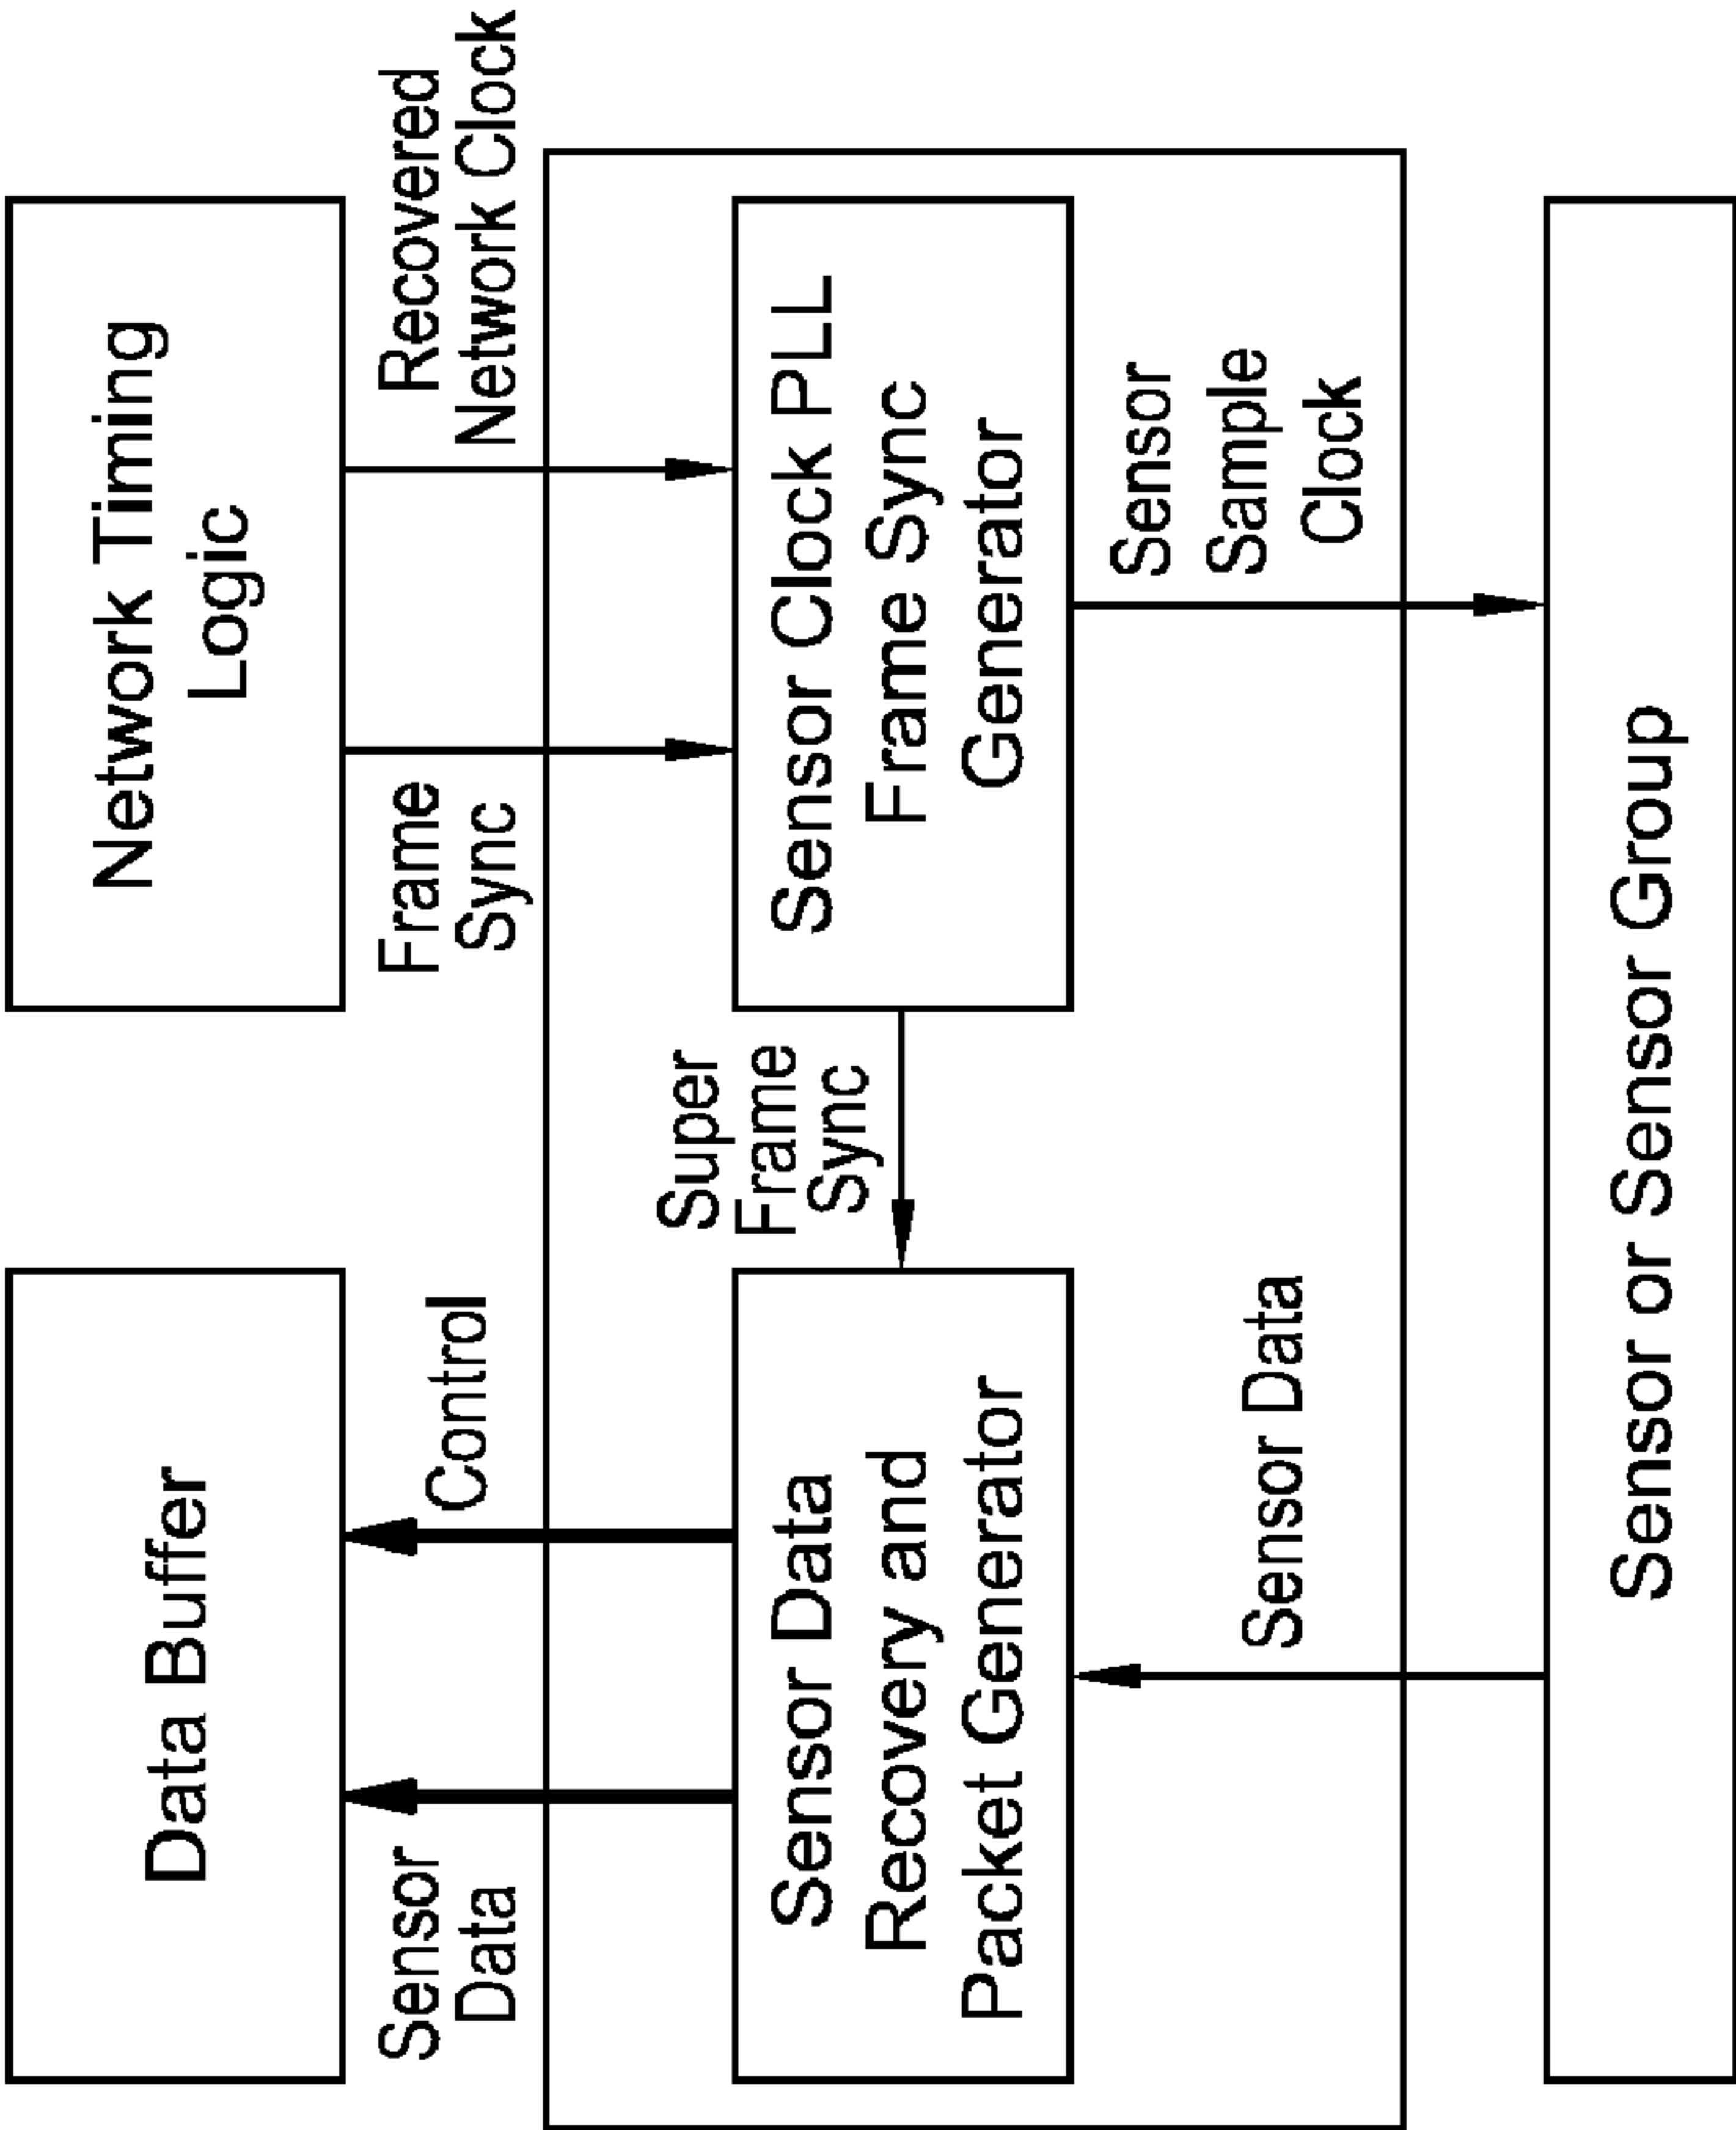 Data Buffer
Network Timing
Logic
Sensor
Data
Control
Frame
Sync
Recovered
Network Clock
Super
Frame
Sync
Sensor Data
Recovery and
Packet Generator
Sensor Clock PLL
Frame Sync
Generator
Sensor Data
Sensor
Sample
Clock
Sensor or Sensor Group